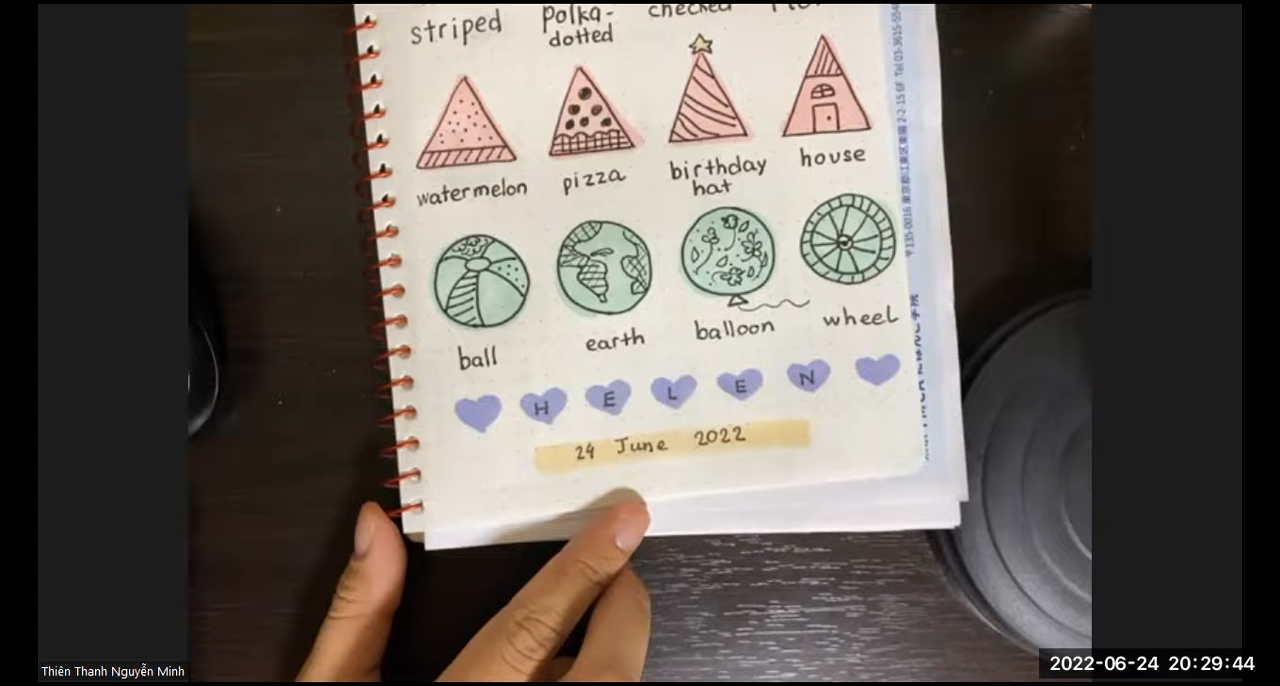 striped polka- checked
dotted
watermelon pizza birthday house
hat
ball earth balloon wheel
H E L E N
24 June 2022
Thiên Thanh Nguyễn Minh
2022-06-24 20:29:44